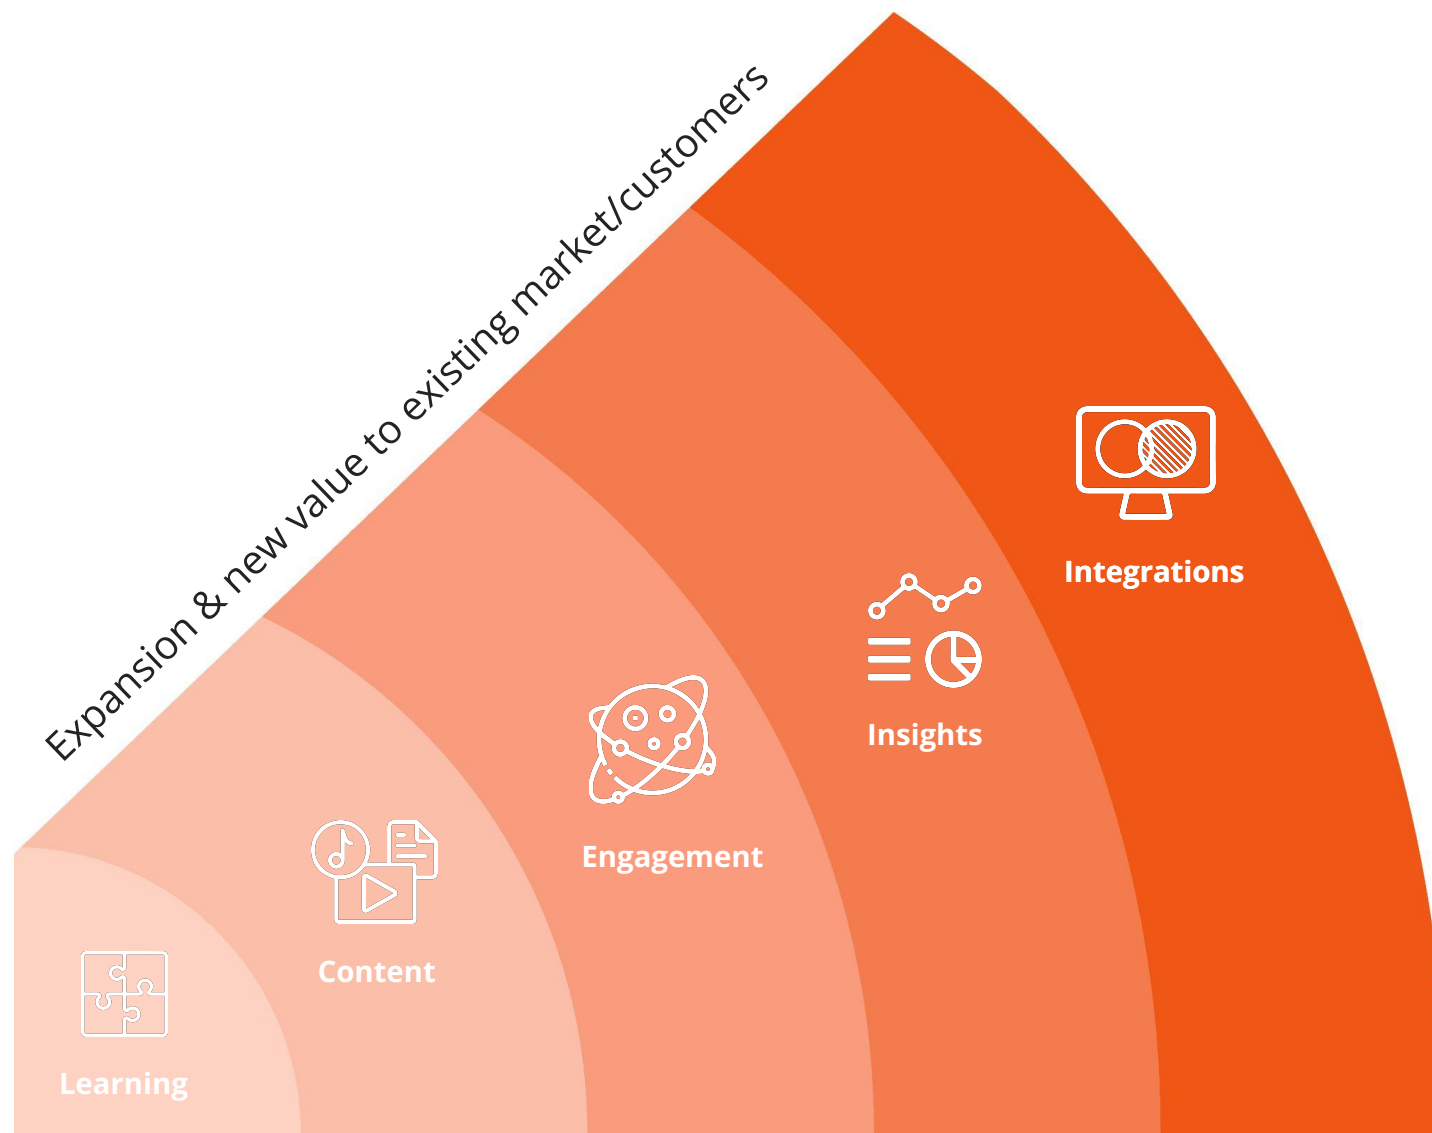 Expansion & new value to existing market/customers
Integrations
Insights
Engagement
Content
Learning